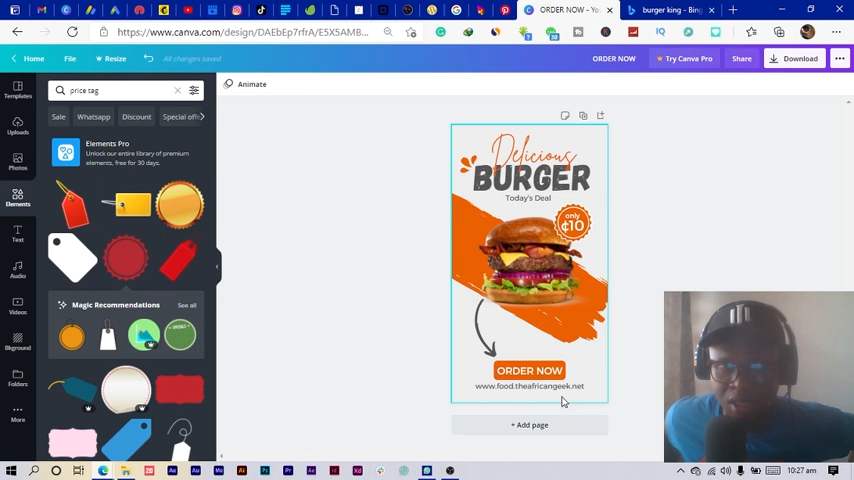 ORDER NOW - Yo
burger king - Bing
https://www.canva.com/design/DAEbEp7rfrA/E5X5AMB...
Home
File
Resize
All changes saved
ORDER NOW
Try Canva Pro
Share
Download
Templates
Uploads
Photos
Elements
Text
Audio
Videos
Bkground
Folders
More
price tag
Sale
Whatsapp
Discount
Special offe
Elements Pro
Unlock our entire library of premium
elements, free for 30 days.
Magic Recommendations
See all
Animate
Delicious
BURGER
Today's Deal
only
¢10
ORDER NOW
www.food.theafricangeek.net
+ Add page
10:27 am